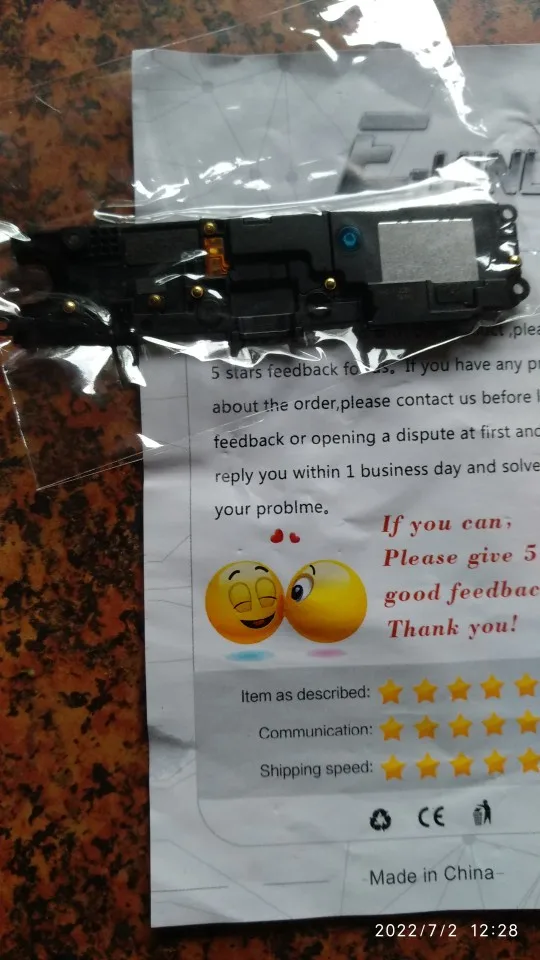 5 stars feedback fo us。If you have any p
about the order,please contact us before
feedback or opening a dispute at first and
reply you within 1 business day and solve
your problme。
If you can,
Please give 5
good feedbac
Thank you!
Item as described:
Communication:
Shipping speed:
CE
Made in China
2022/7/2 12:28